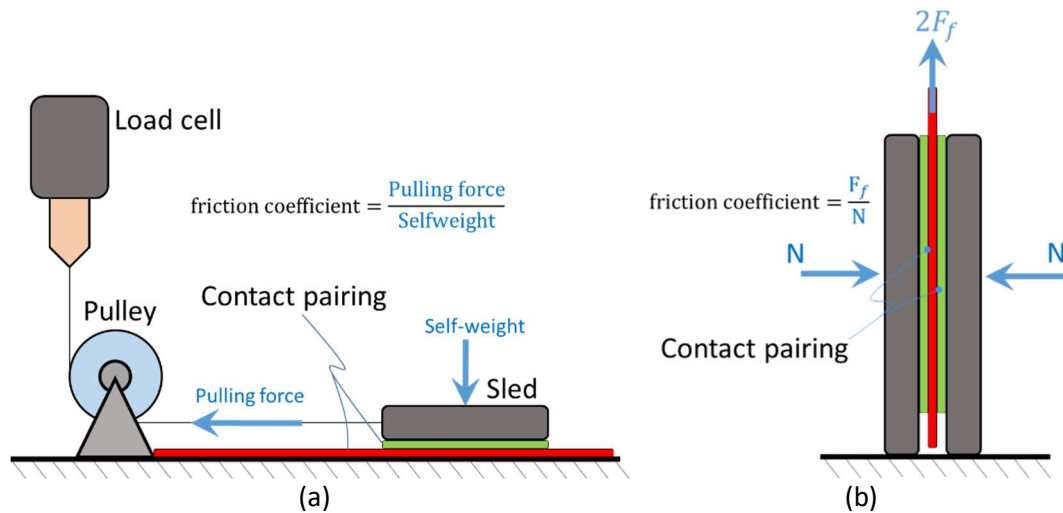 Load cell
friction coefficient = Pulling force / Selfweight
Pulley
Contact pairing
Self-weight
Pulling force
Sled
(a)
2F_f
friction coefficient = F_f / N
N
N
Contact pairing
(b)